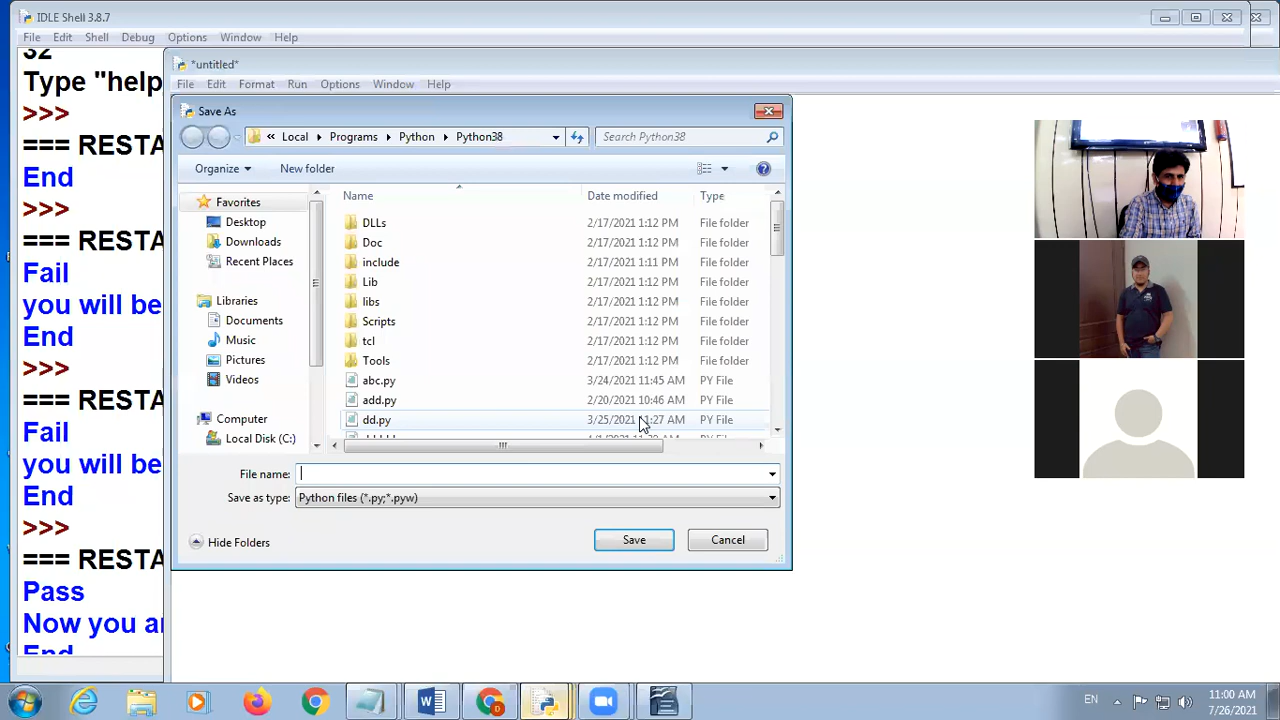 IDLE Shell 3.8.7
File Edit Shell Debug Options Window Help
32
Type "help
>>>
=== RESTA
End
>>>
=== RESTA
Fail
you will be
End
>>>
=== RESTA
Fail
you will be
End
>>>
=== RESTA
Pass
Now you a
End
*untitled*
File Edit Format Run Options Window Help
Save As
« Local Programs Python Python38
Search Python38
Organize New folder
Favorites
Desktop
Downloads
Recent Places
Libraries
Documents
Music
Pictures
Videos
Computer
Local Disk (C:)
Name Date modified Type
DLLs 2/17/2021 1:12 PM File folder
Doc 2/17/2021 1:12 PM File folder
include 2/17/2021 1:11 PM File folder
Lib 2/17/2021 1:12 PM File folder
libs 2/17/2021 1:12 PM File folder
Scripts 2/17/2021 1:12 PM File folder
tcl 2/17/2021 1:12 PM File folder
Tools 2/17/2021 1:12 PM File folder
abc.py 3/24/2021 11:45 AM PY File
add.py 2/20/2021 10:46 AM PY File
dd.py 3/25/2021 11:27 AM PY File
File name:
Save as type: Python files (*.py;*.pyw)
Hide Folders Save Cancel
EN
11:00 AM
7/26/2021